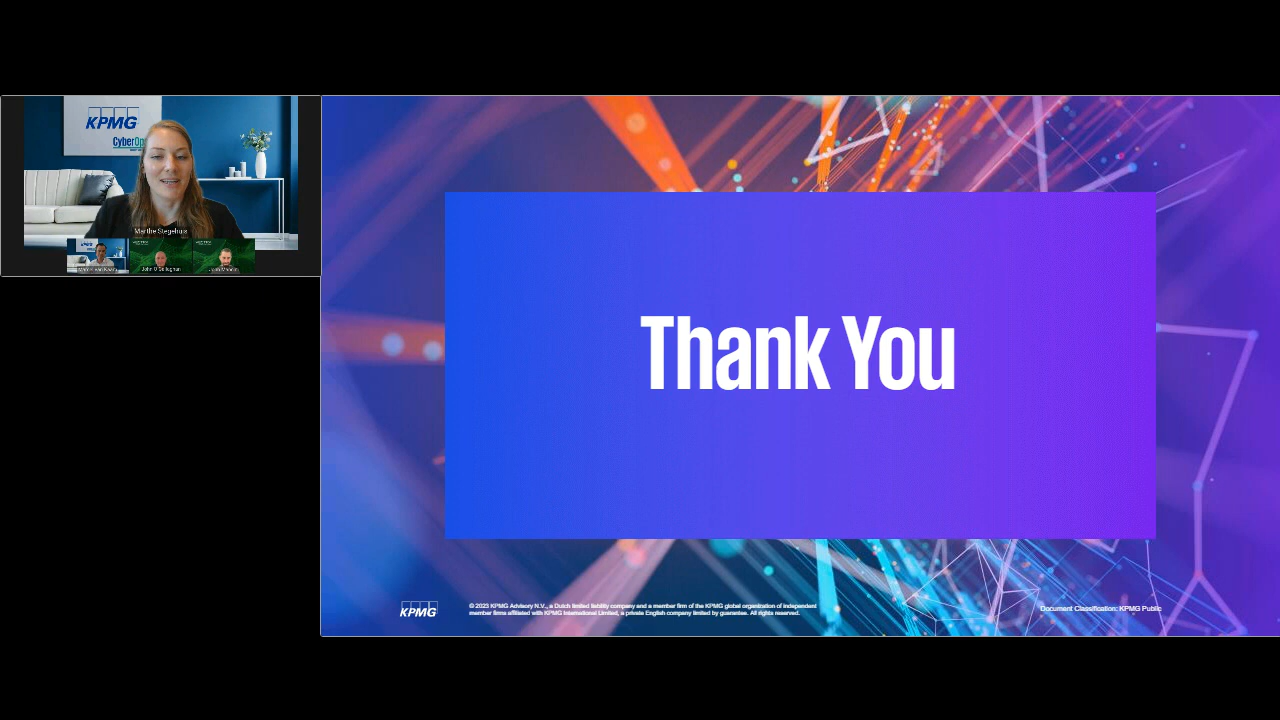 KPMG
CyberOp
Marthe Stegehuis
John O'Callaghan
Thank You
KPMG
© 2023 KPMG Advisory N.V., a Dutch limited liability company and a member firm of the KPMG global organization of independent
member firms affiliated with KPMG International Limited, a private English company limited by guarantee. All rights reserved.
Document Classification: KPMG Public